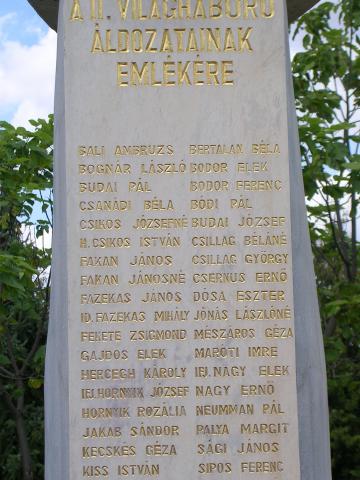 A II. VILÁGHÁBORÚ
ÁLDOZATAINAK
EMLÉKÉRE
BALI AMBRUZS BERTALAN BÉLA
BOGNÁR LÁSZLÓ BODOR ELEK
BUDAI PÁL BODOR FERENC
CSANÁDI BÉLA BÓDI PÁL
CSIKOS JÓZSEFNÉ BUDAI JÓZSEF
H. CSIKOS ISTVÁN CSILLAG BÉLÁNÉ
FAKAN JÁNOS CSILLAG GYÖRGY
FAKAN JÁNOSNÉ CSERNUS ERNŐ
FAZEKAS JÁNOS DÓSA ESZTER
ID. FAZEKAS MIHÁLY JÓNÁS LÁSZLÓNÉ
FEKETE ZSIGMOND MÉSZÁROS GÉZA
GAJDOS ELEK MARÓTI IMRE
HERCEGH KÁROLY IFJ. NAGY ELEK
IFJ. HORNYIK JÓZSEF NAGY ERNŐ
HORNYIK ROZÁLIA NEUMMAN PÁL
JAKAB SÁNDOR PALYA MARGIT
KECSKÉS GÉZA SÁGI JÁNOS
KISS ISTVÁN SIPOS FERENC